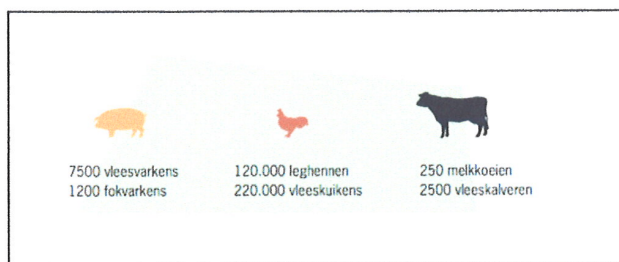 7500 vleesvarkens
1200 fokvarkens
120.000 leghennen
220.000 vleeskuikens
250 melkkoeien
2500 vleeskalveren